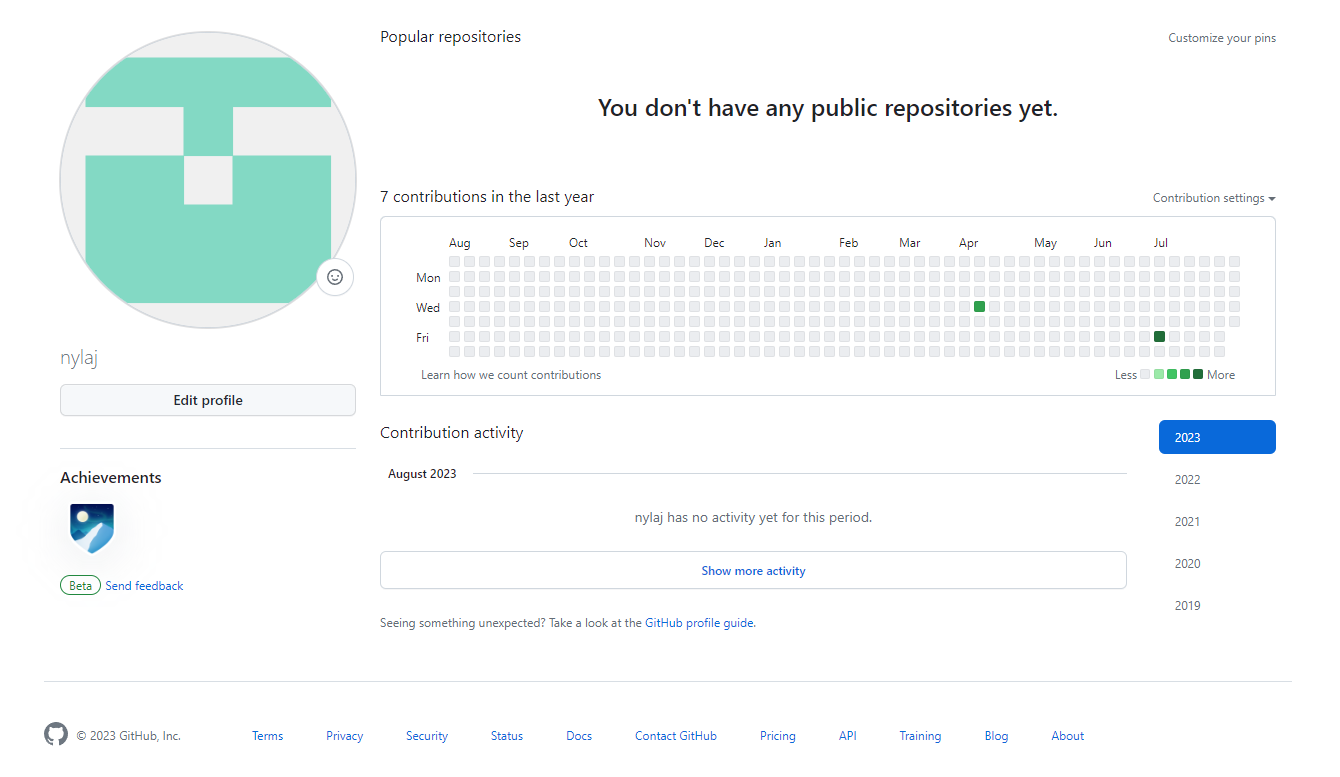 Popular repositories
Customize your pins
You don't have any public repositories yet.
7 contributions in the last year
Contribution settings
Aug Sep Oct Nov Dec Jan Feb Mar Apr May Jun Jul
Mon
Wed
Fri
Learn how we count contributions
Less More
nylaj
Edit profile
Achievements
Beta Send feedback
Contribution activity
August 2023
nylaj has no activity yet for this period.
Show more activity
Seeing something unexpected? Take a look at the GitHub profile guide.
2023
2022
2021
2020
2019
© 2023 GitHub, Inc.
Terms Privacy Security Status Docs Contact GitHub Pricing API Training Blog About